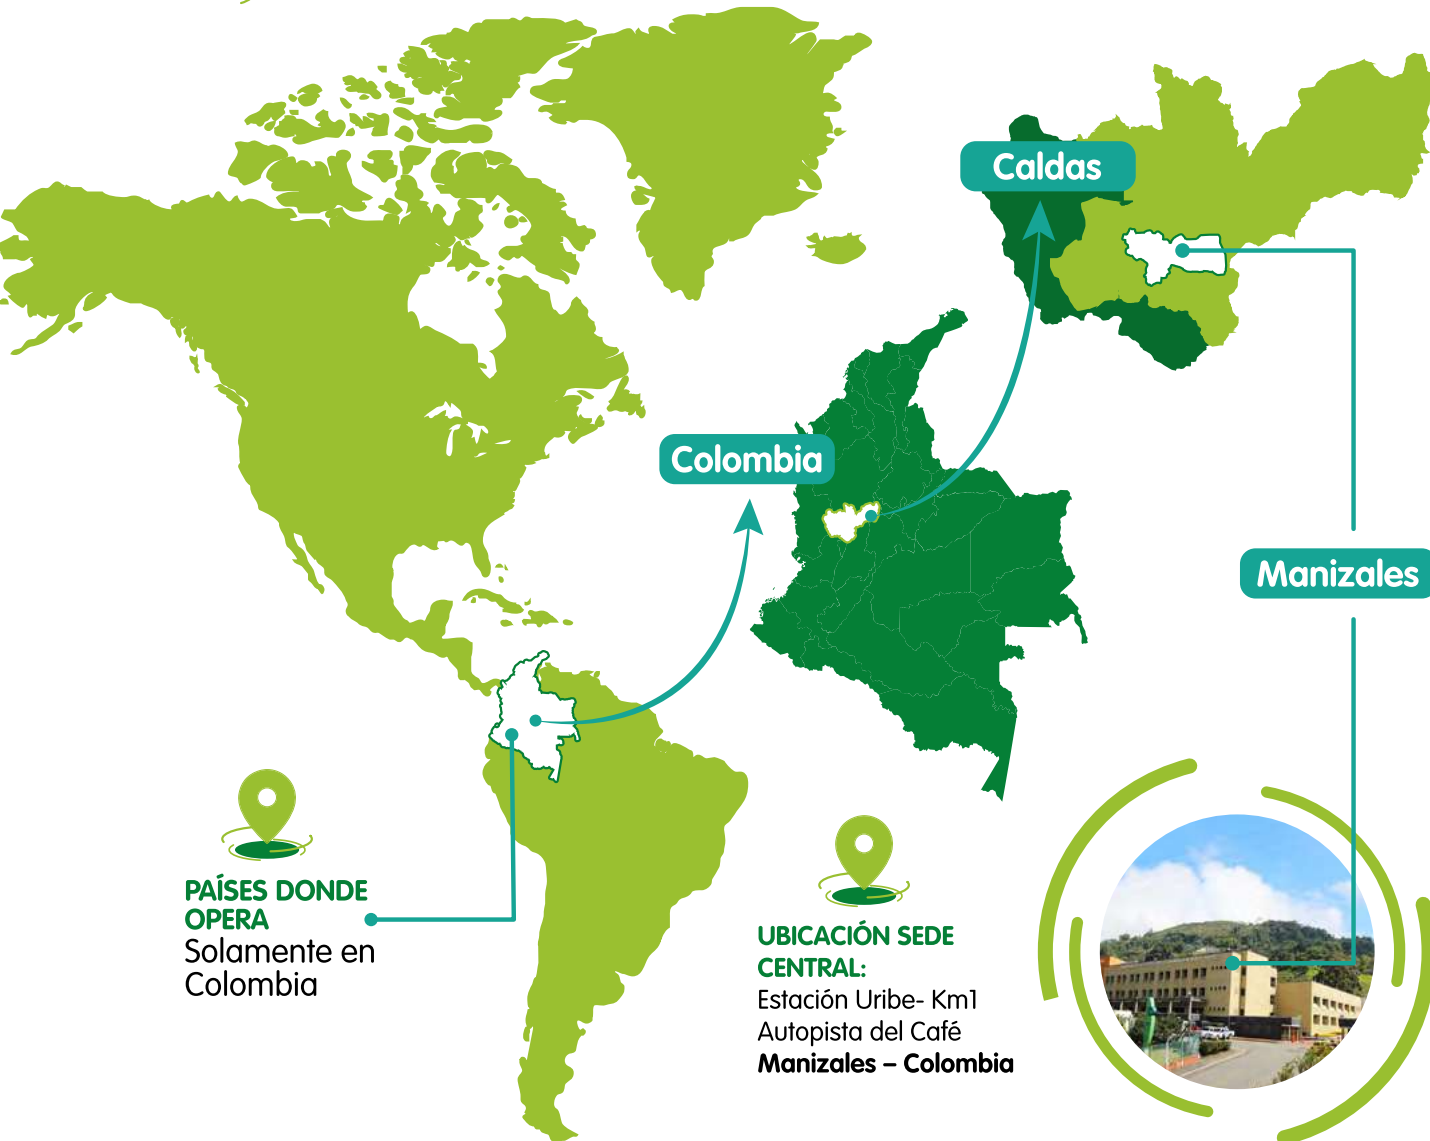 Caldas
Colombia
Manizales
PAÍSES DONDE
OPERA
Solamente en
Colombia
UBICACIÓN SEDE
CENTRAL:
Estación Uribe- Km1
Autopista del Café
Manizales – Colombia